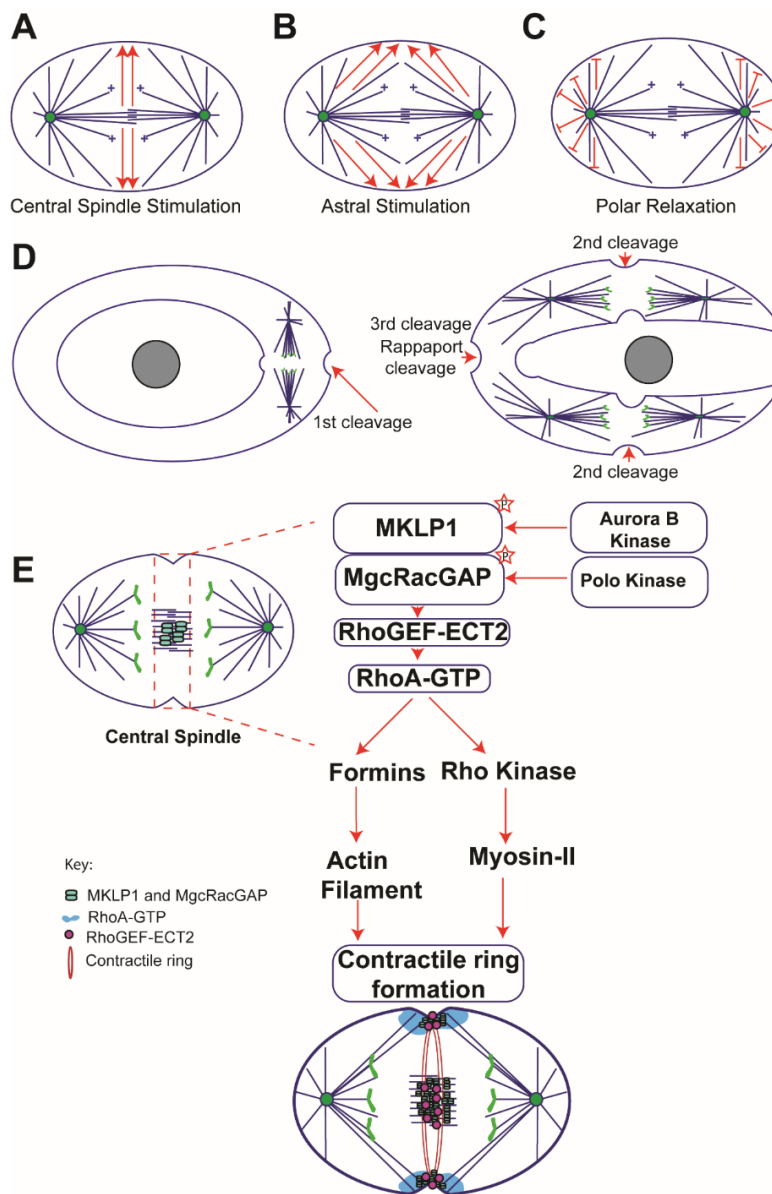 A
B
C
Central Spindle Stimulation
Astral Stimulation
Polar Relaxation
D
1st cleavage
2nd cleavage
3rd cleavage
Rappaport
cleavage
2nd cleavage
E
Central Spindle
P
MKLP1
Aurora B
Kinase
P
MgcRacGAP
Polo Kinase
RhoGEF-ECT2
RhoA-GTP
Formins
Rho Kinase
Actin
Filament
Myosin-II
Contractile ring
formation
Key:
MKLP1 and MgcRacGAP
RhoA-GTP
RhoGEF-ECT2
Contractile ring